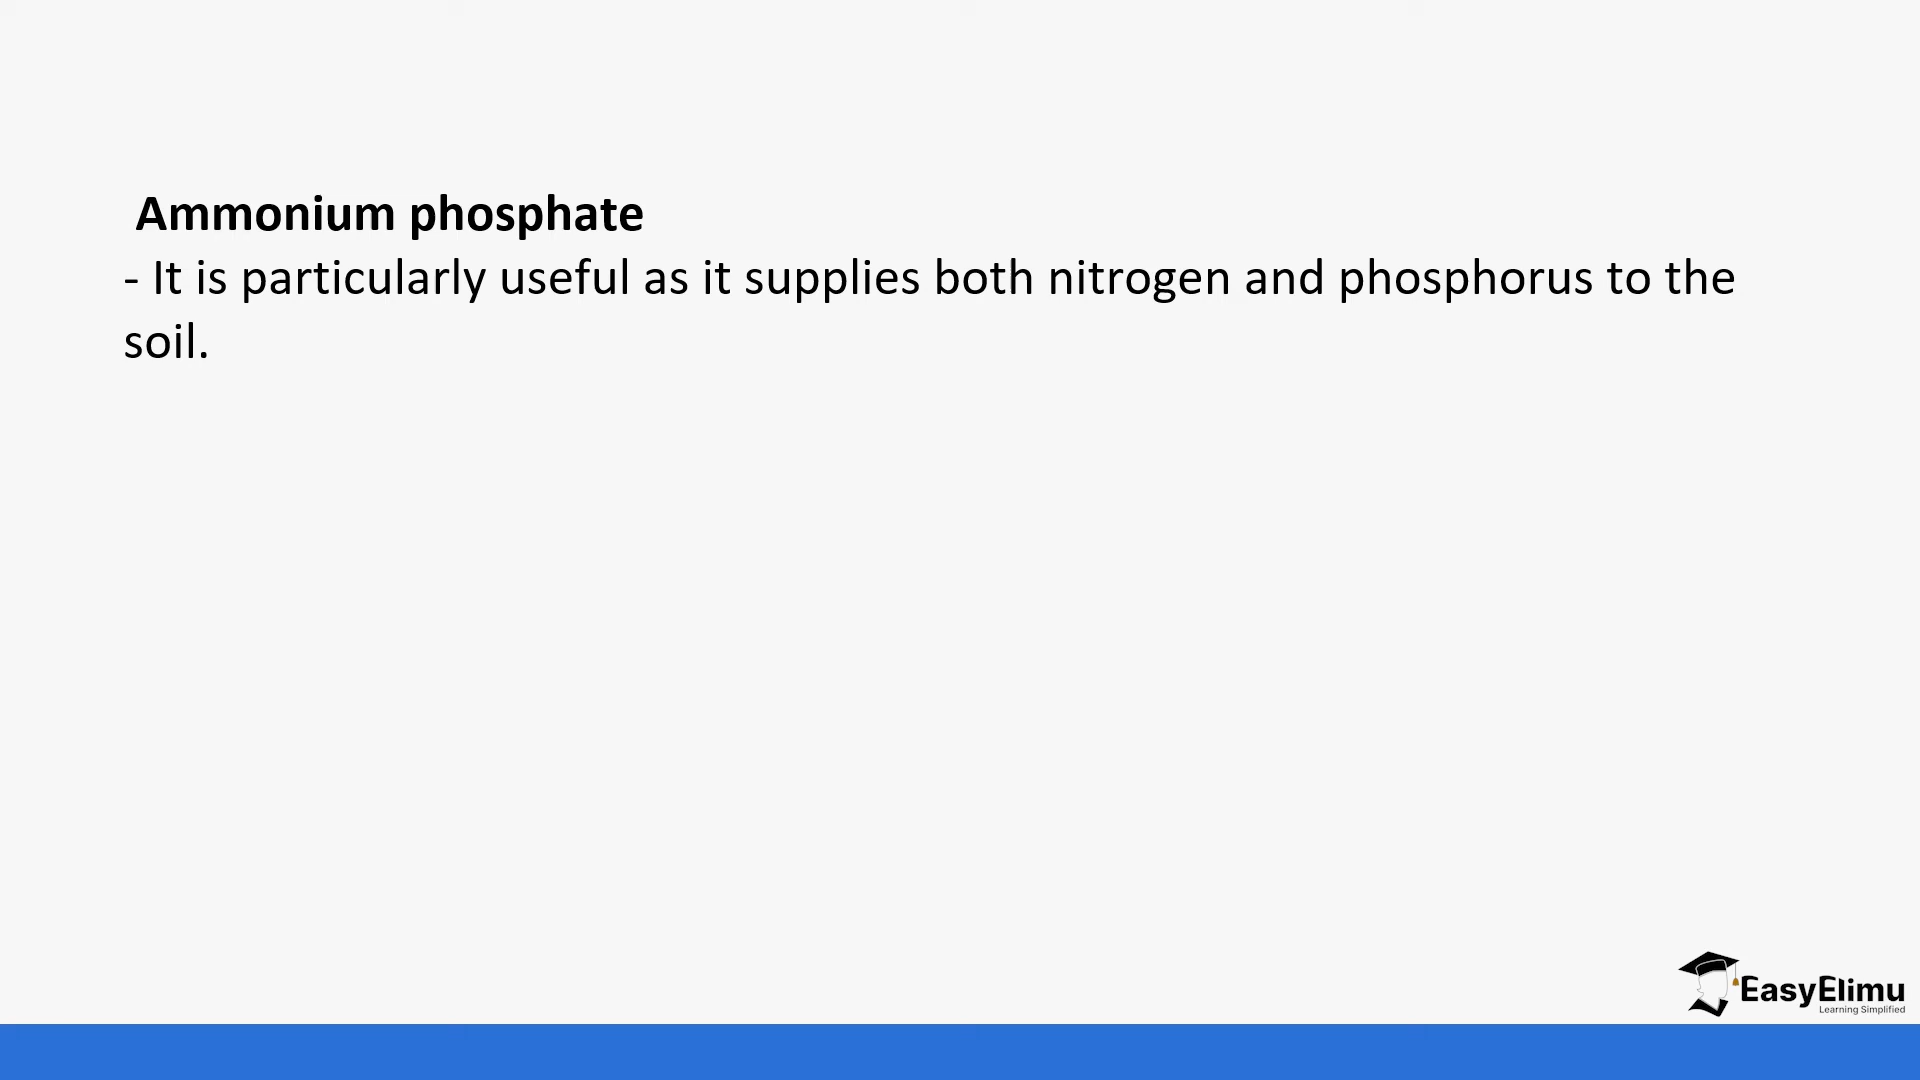 Ammonium phosphate
- It is particularly useful as it supplies both nitrogen and phosphorus to the
soil.
EasyElimu
Learning Simplified